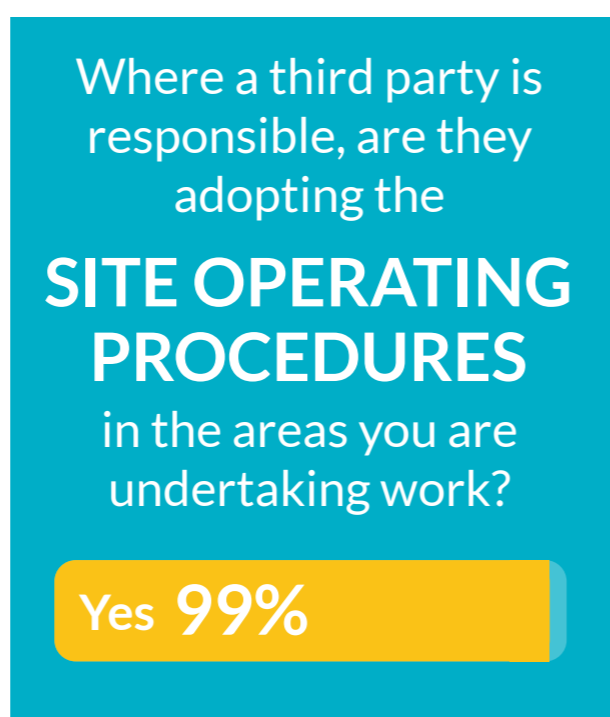 Where a third party is
responsible, are they
adopting the
SITE OPERATING
PROCEDURES
in the areas you are
undertaking work?
Yes 99%